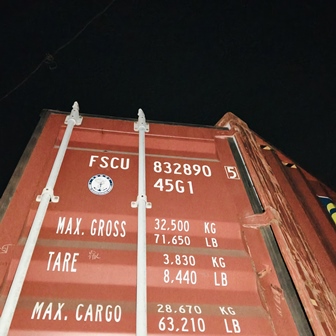 FSCU 832890 5
45G1
MAX. GROSS 32,500 KG
71,650 LB
TARE 3.830 KG
8.440 LB
MAX. CARGO 28.670 KG
63,210 LB